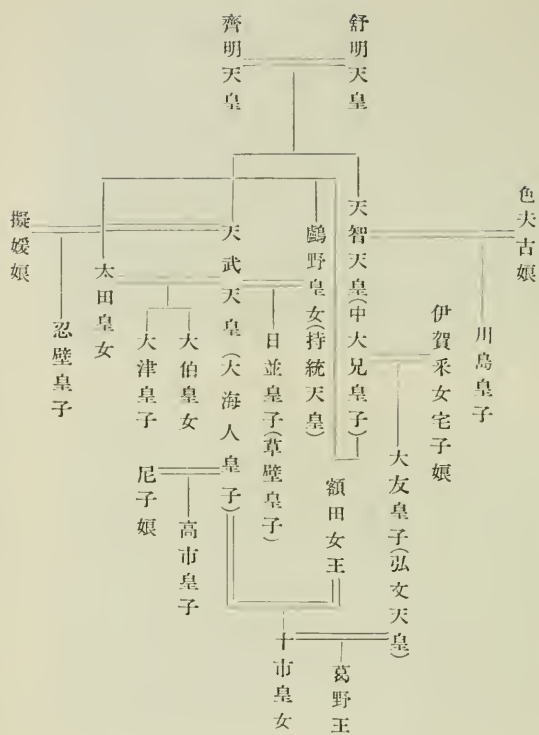 舒明天皇
齊明天皇
色夫古娘
川島皇子
伊賀釆女宅子娘
大友皇子(弘文天皇)
葛野王
天智天皇(中大兄皇子)
額田女王
十市皇女
鸕野皇女(持統天皇)
日並皇子(草壁皇子)
天武天皇(大海人皇子)
高市皇子
大伯皇女
大津皇子
尼子娘
太田皇女
忍壁皇子
擬媛娘